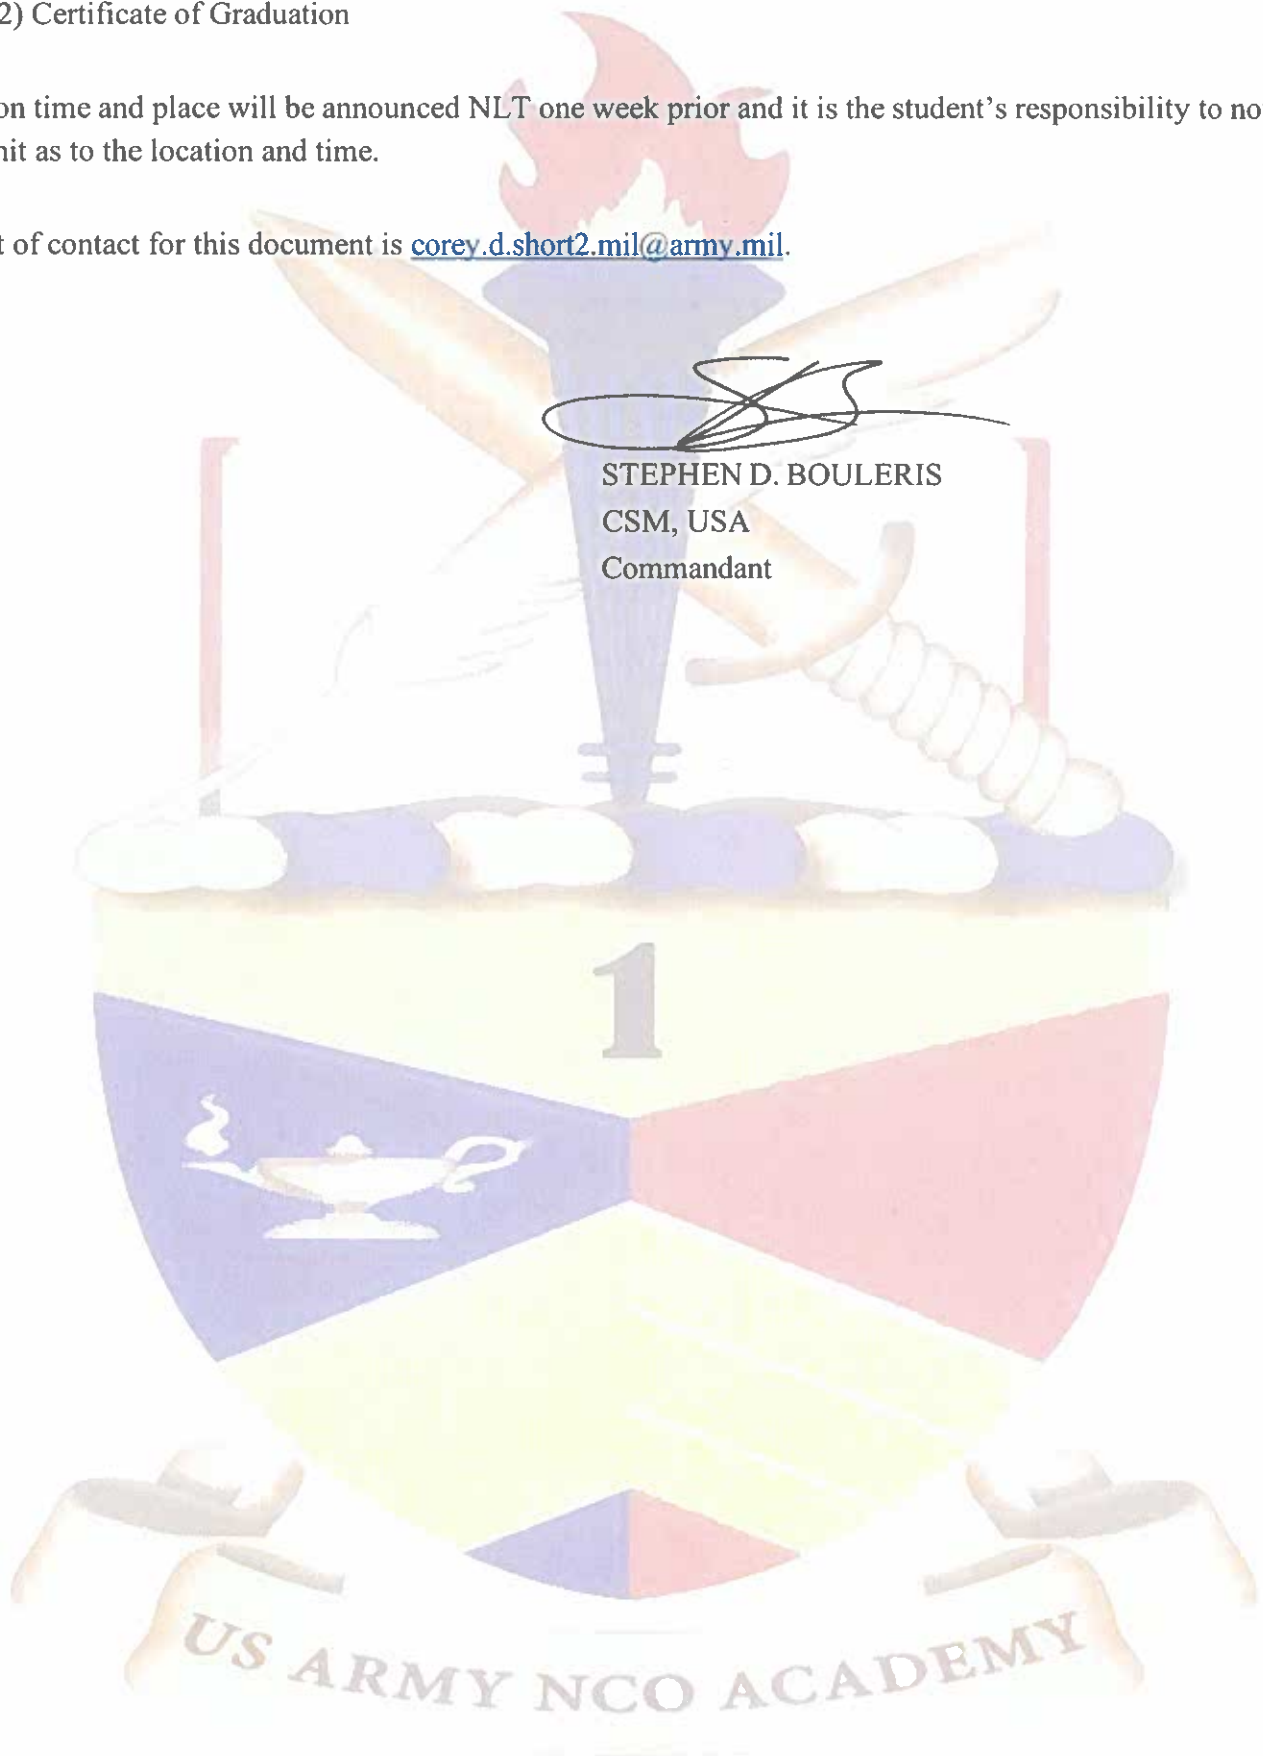 2) Certificate of Graduation
on time and place will be announced NLT one week prior and it is the student's responsibility to no
nit as to the location and time.
t of contact for this document is corey.d.short2.mil@army.mil.
STEPHEN D. BOULERIS
CSM, USA
Commandant
1
US ARMY NCO ACADEMY